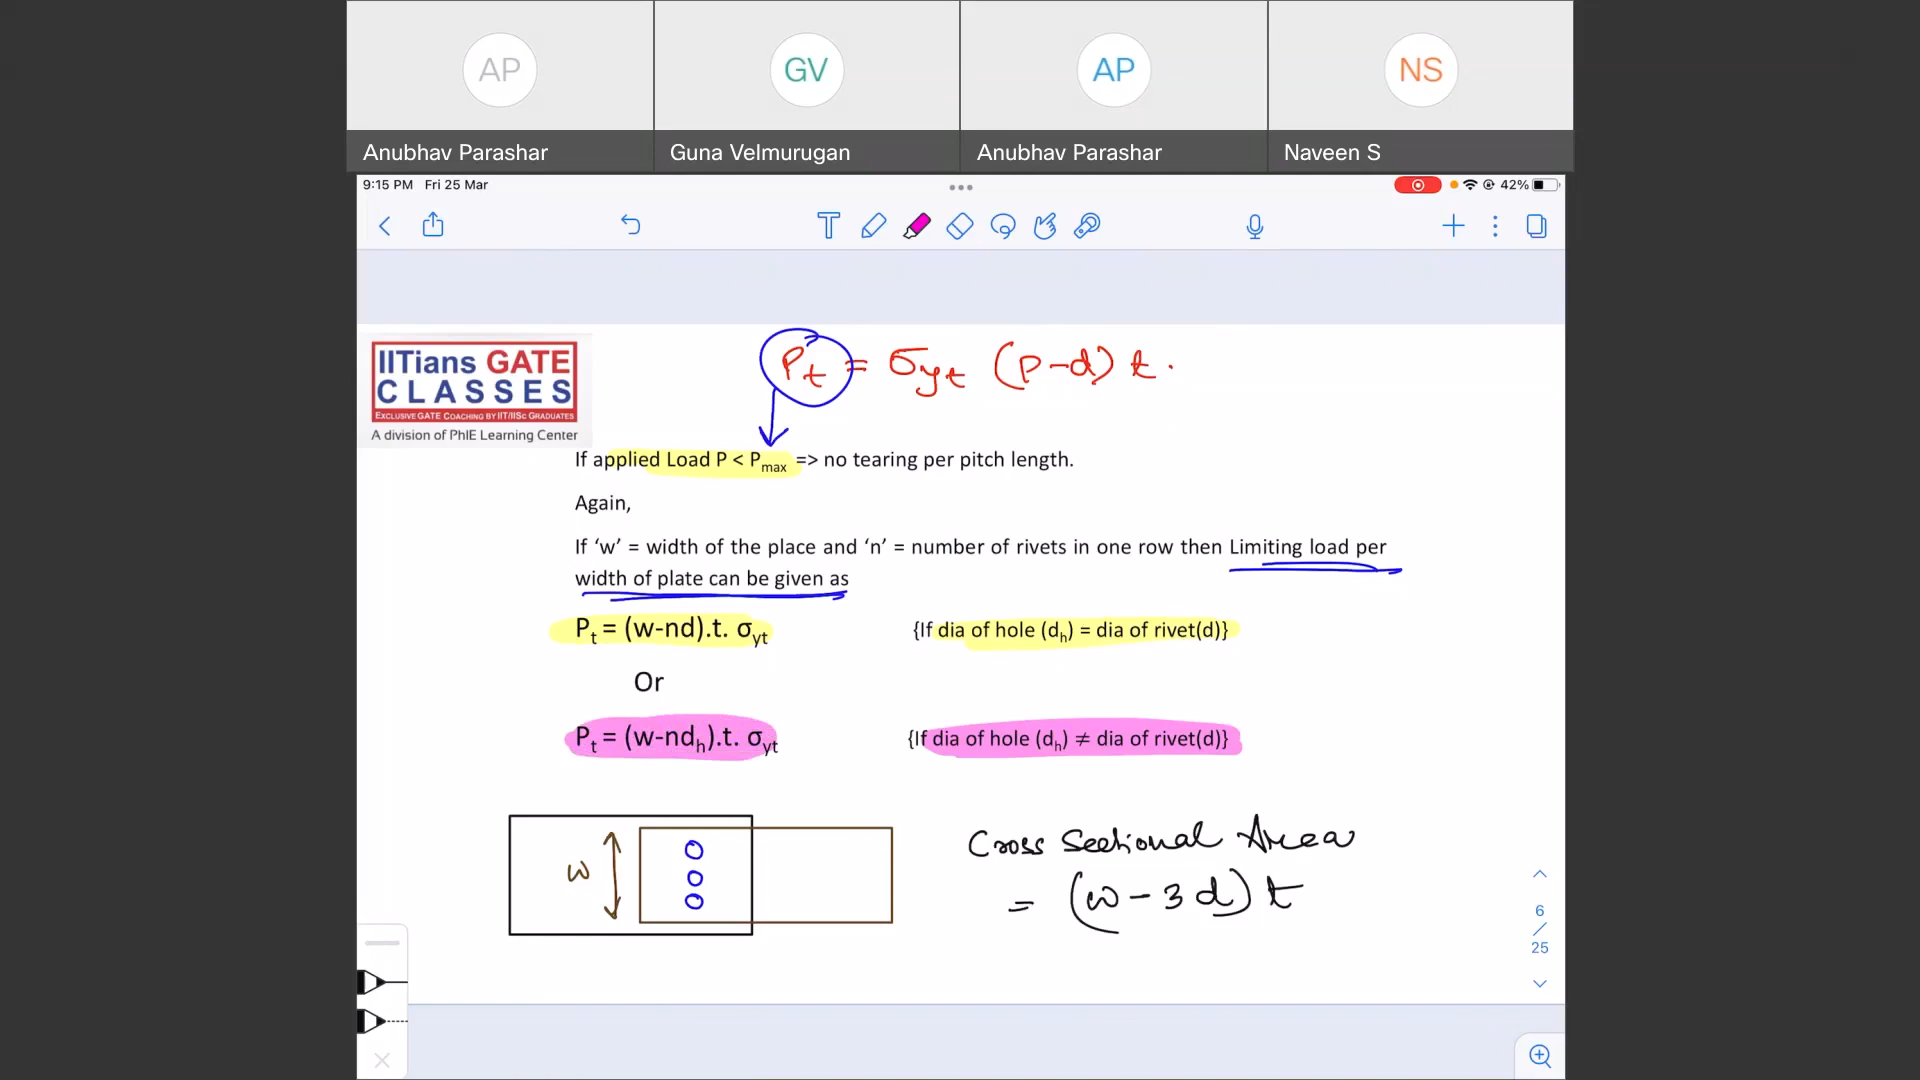 AP
GV
AP
NS
Anubhav Parashar
Guna Velmurugan
Anubhav Parashar
Naveen S
9:15 PM Fri 25 Mar
42%
T
IITians GATE
CLASSES
EXCLUSIVE GATE COACHING BY IIT/IISC GRADUATES
A division of PhIE Learning Center
Pt = σyt (P-d) t.
If applied Load P < Pmax => no tearing per pitch length.
Again,
If ‘w’ = width of the place and ‘n’ = number of rivets in one row then Limiting load per
width of plate can be given as
Pt = (w-nd).t. σyt {If dia of hole (dh) = dia of rivet(d)}
Or
Pt = (w-ndh).t. σyt {If dia of hole (dh) ≠ dia of rivet(d)}
w
Cross Sectional Area
= (w - 3d) t
6
/
25